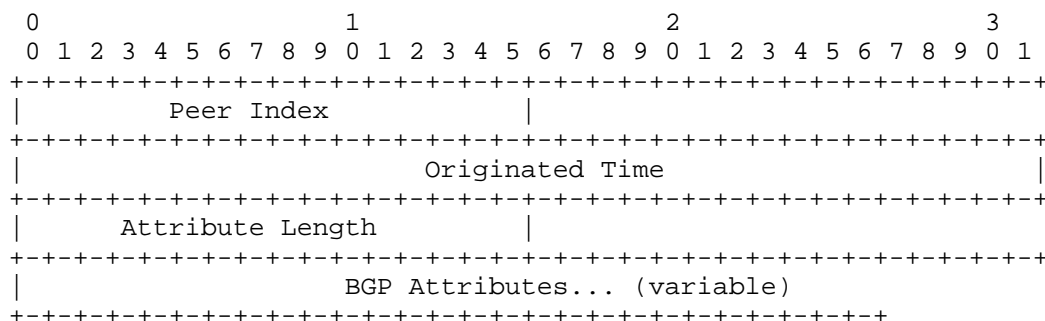 0                   1                   2                   3
 0 1 2 3 4 5 6 7 8 9 0 1 2 3 4 5 6 7 8 9 0 1 2 3 4 5 6 7 8 9 0 1
+-+-+-+-+-+-+-+-+-+-+-+-+-+-+-+-+-+-+-+-+-+-+-+-+-+-+-+-+-+-+-+-+
|         Peer Index            |
+-+-+-+-+-+-+-+-+-+-+-+-+-+-+-+-+-+-+-+-+-+-+-+-+-+-+-+-+-+-+-+-+
|                         Originated Time                       |
+-+-+-+-+-+-+-+-+-+-+-+-+-+-+-+-+-+-+-+-+-+-+-+-+-+-+-+-+-+-+-+-+
|      Attribute Length         |
+-+-+-+-+-+-+-+-+-+-+-+-+-+-+-+-+-+-+-+-+-+-+-+-+-+-+-+-+-+-+-+-+
|                    BGP Attributes... (variable)
+-+-+-+-+-+-+-+-+-+-+-+-+-+-+-+-+-+-+-+-+-+-+-+-+-+-+-+